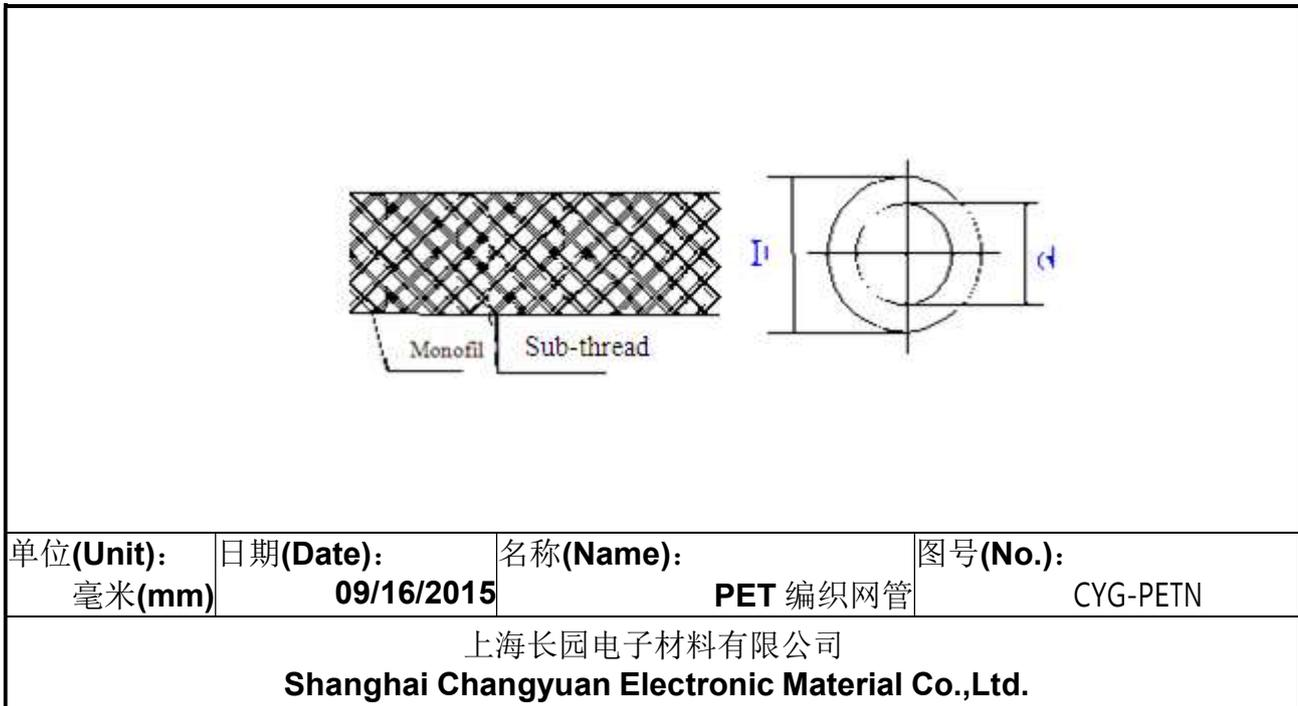 Monofil
Sub-thread
单位(Unit)：
毫米(mm)
日期(Date)：
09/16/2015
名称(Name)：
PET 编织网管
图号(No.)：
CYG-PETN
上海长园电子材料有限公司
Shanghai Changyuan Electronic Material Co.,Ltd.